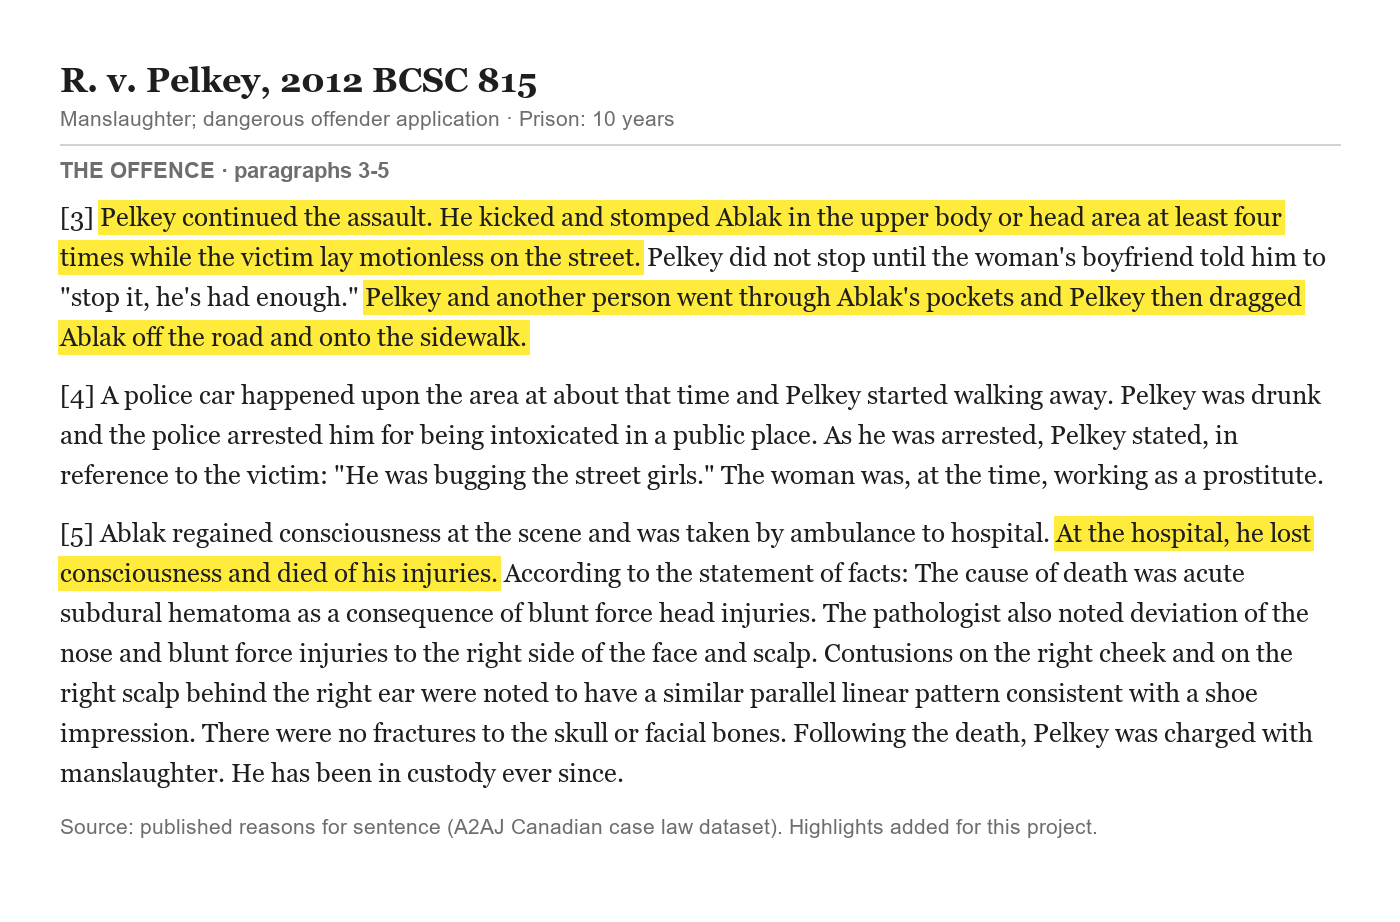 R. v. Pelkey, 2012 BCSC 815
Manslaughter; dangerous offender application · Prison: 10 years
THE OFFENCE · paragraphs 3-5
[3] Pelkey continued the assault. He kicked and stomped Ablak in the upper body or head area at least four
times while the victim lay motionless on the street. Pelkey did not stop until the woman's boyfriend told him to
"stop it, he's had enough." Pelkey and another person went through Ablak's pockets and Pelkey then dragged
Ablak off the road and onto the sidewalk.
[4] A police car happened upon the area at about that time and Pelkey started walking away. Pelkey was drunk
and the police arrested him for being intoxicated in a public place. As he was arrested, Pelkey stated, in
reference to the victim: "He was bugging the street girls." The woman was, at the time, working as a prostitute.
[5] Ablak regained consciousness at the scene and was taken by ambulance to hospital. At the hospital, he lost
consciousness and died of his injuries. According to the statement of facts: The cause of death was acute
subdural hematoma as a consequence of blunt force head injuries. The pathologist also noted deviation of the
nose and blunt force injuries to the right side of the face and scalp. Contusions on the right cheek and on the
right scalp behind the right ear were noted to have a similar parallel linear pattern consistent with a shoe
impression. There were no fractures to the skull or facial bones. Following the death, Pelkey was charged with
manslaughter. He has been in custody ever since.
Source: published reasons for sentence (A2AJ Canadian case law dataset). Highlights added for this project.